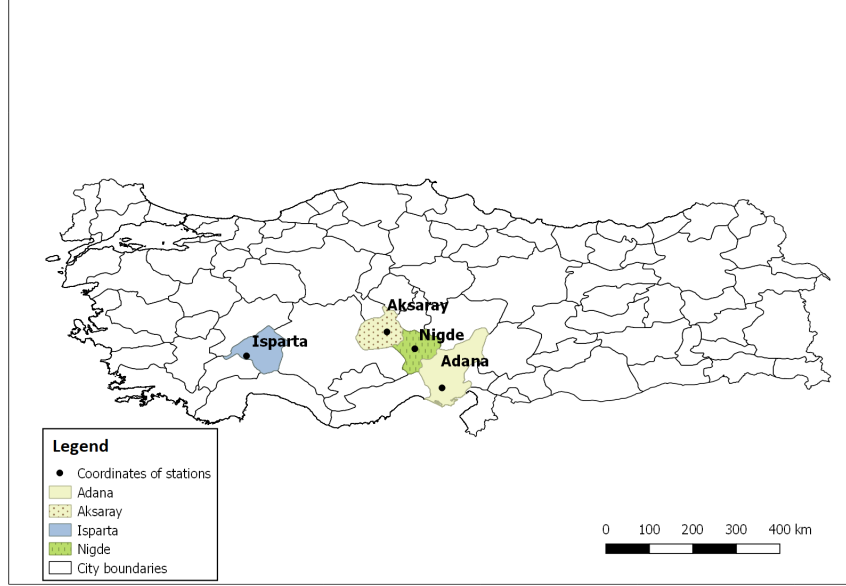 Aksaray
Nigde
Isparta
Adana
Legend
Coordinates of stations
Adana
Aksaray
Isparta
Nigde
City boundaries
0 100 200 300 400 km